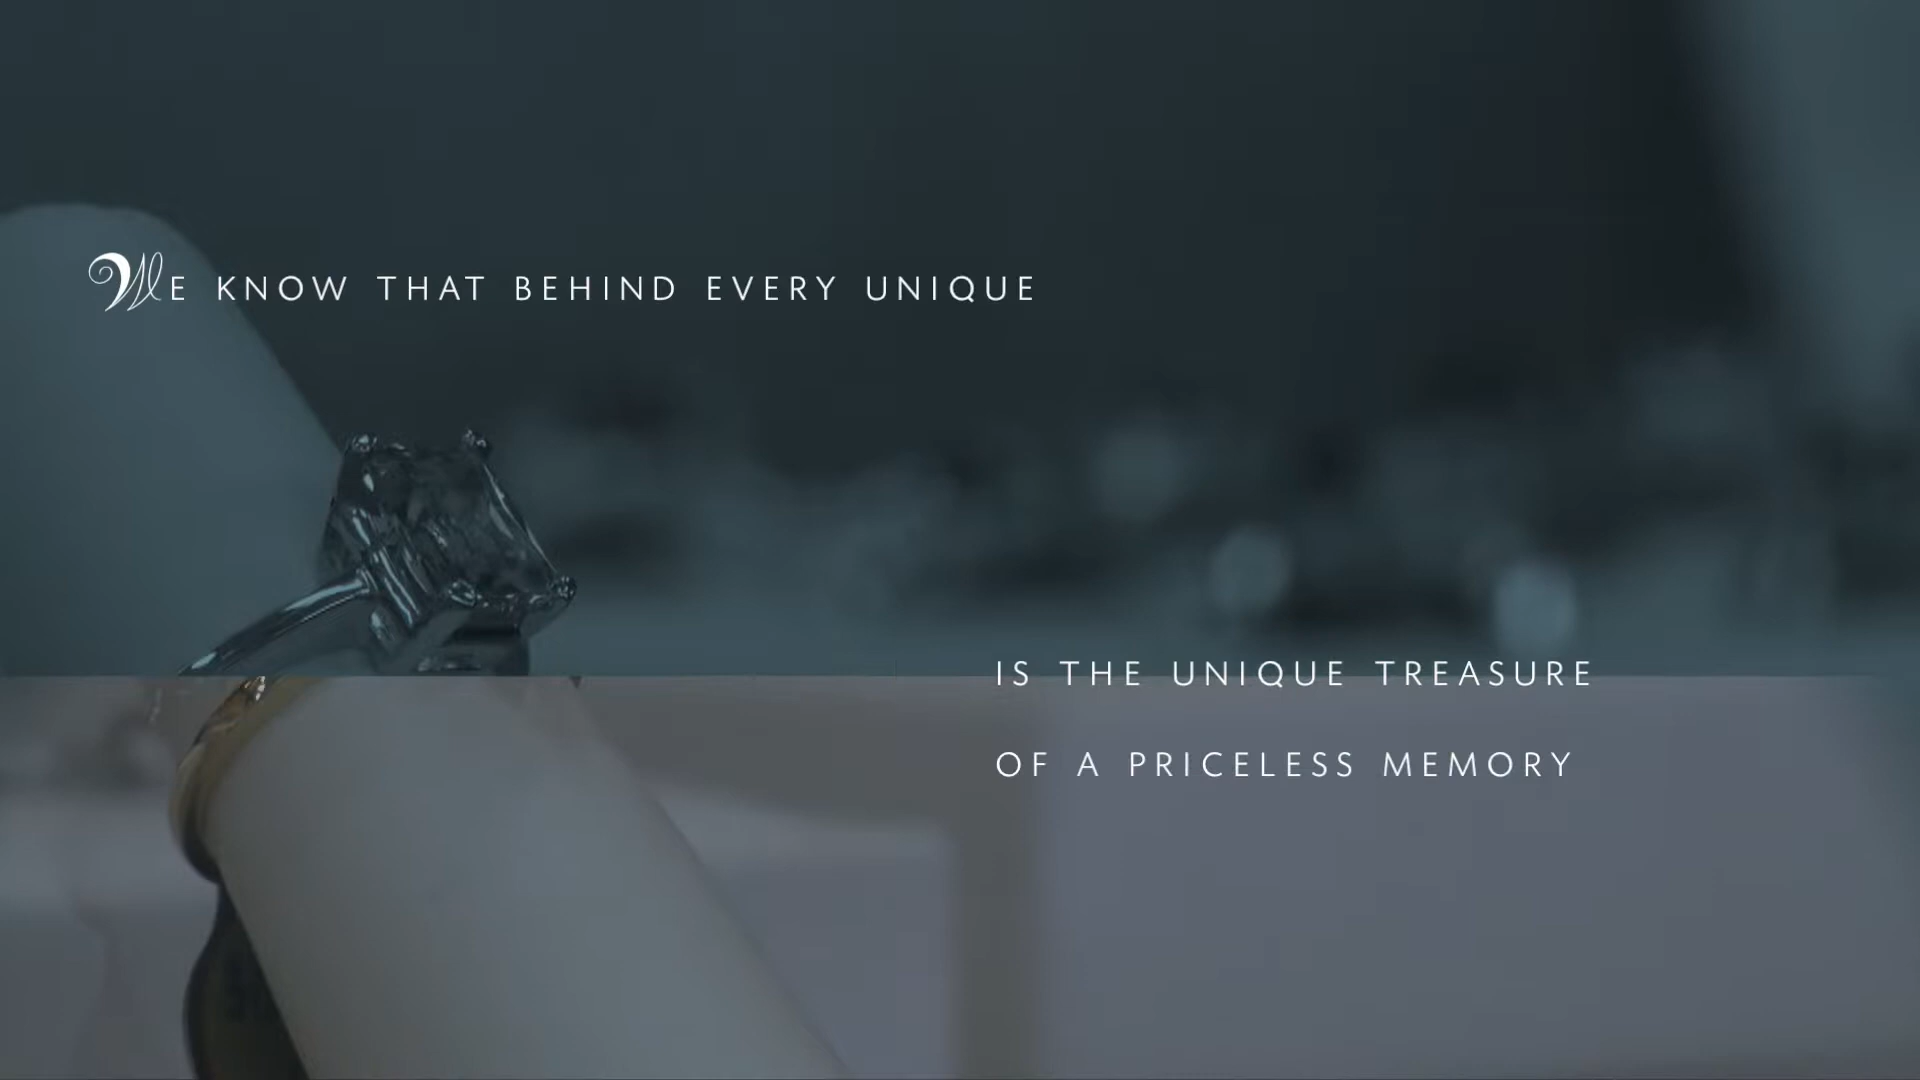 WE KNOW THAT BEHIND EVERY UNIQUE
IS THE UNIQUE TREASURE
OF A PRICELESS MEMORY